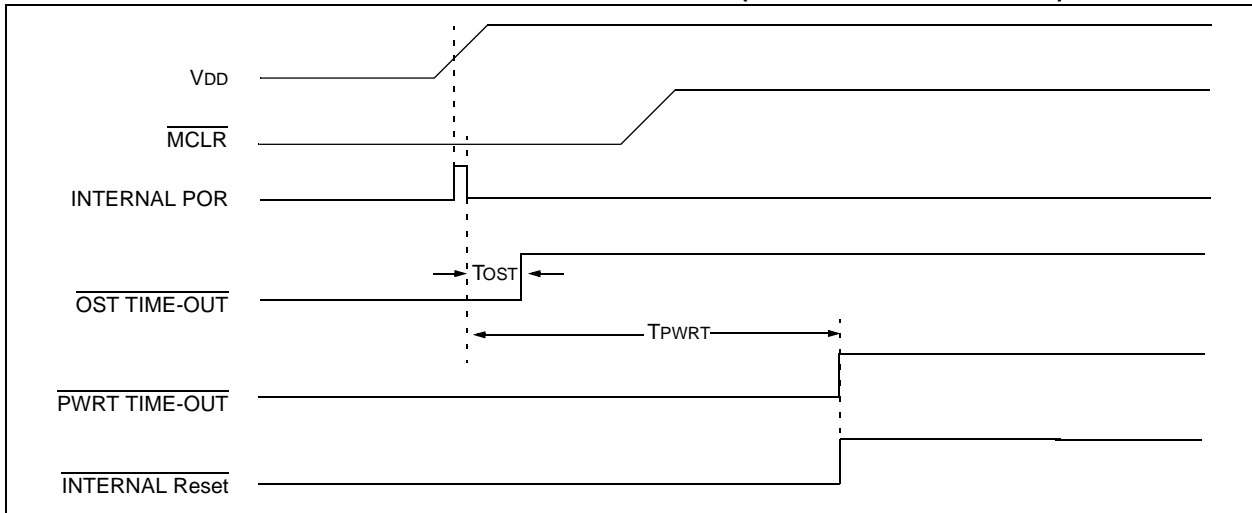 VDD
MCLR
INTERNAL POR
TOST
OST TIME-OUT
TPWRT
PWRT TIME-OUT
INTERNAL Reset